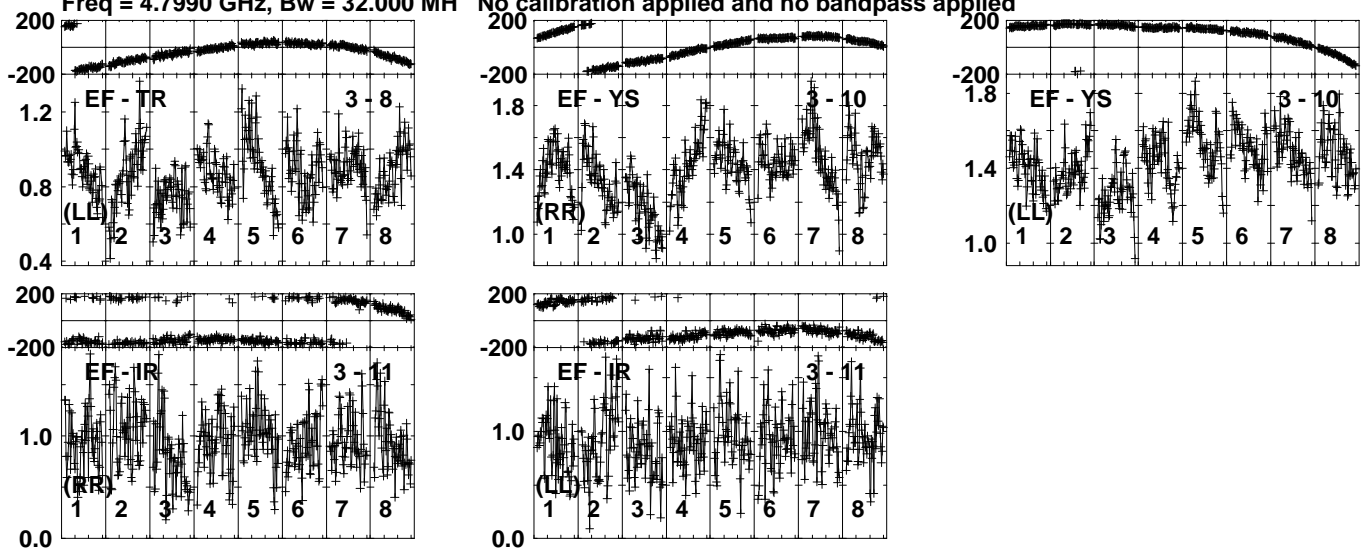 Freq = 4.7990 GHz, Bw = 32.000 MH No calibration applied and no bandpass applied
200
-200
EF - TR 3 - 8
1.2
0.8
0.4
(LL)
1 2 3 4 5 6 7 8
200
-200
EF - YS 3 - 10
1.8
1.4
1.0
(RR)
1 2 3 4 5 6 7 8
200
-200
EF - YS 3 - 10
1.8
1.4
1.0
(LL)
1 2 3 4 5 6 7 8
200
-200
EF - IR 3 - 11
1.0
0.0
(RR)
1 2 3 4 5 6 7 8
200
-200
EF - IR 3 - 11
1.0
0.0
(LL)
1 2 3 4 5 6 7 8